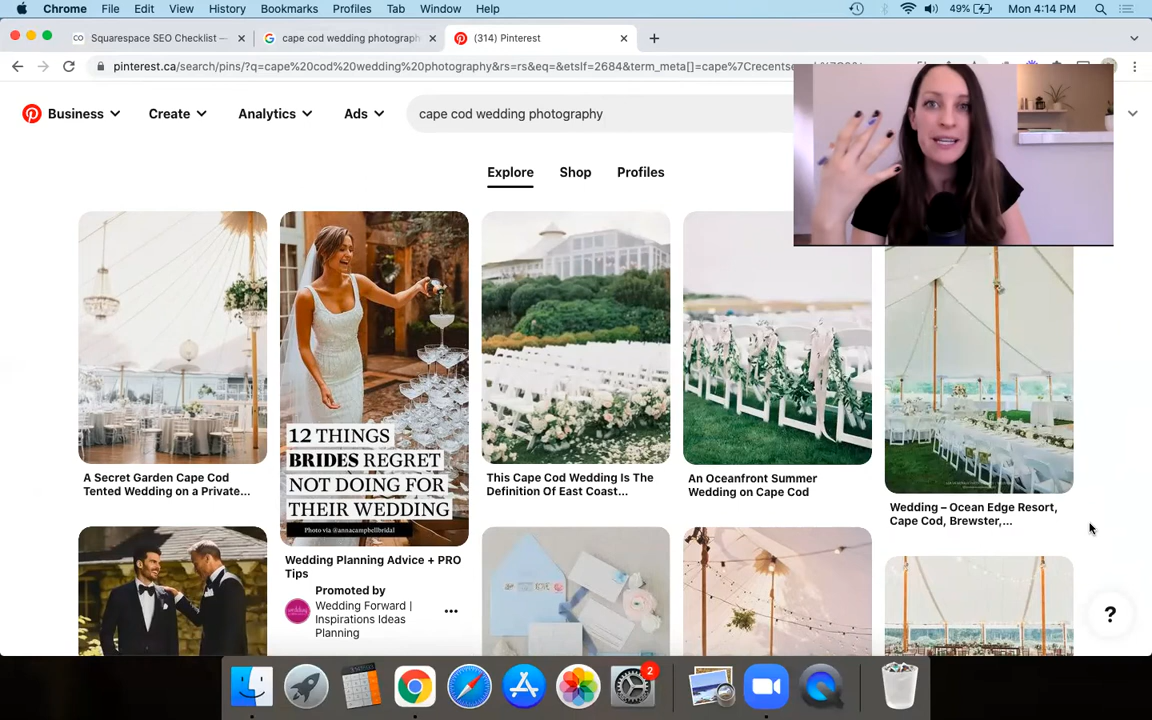 Chrome File Edit View History Bookmarks Profiles Tab Window Help
49% Mon 4:14 PM
CO Squarespace SEO Checklist —
cape cod wedding photograph
(314) Pinterest
pinterest.ca/search/pins/?q=cape%20cod%20wedding%20photography&rs=rs&eq=&etslf=2684&term_meta[]=cape%7Crecentse
Business Create Analytics Ads
cape cod wedding photography
Explore Shop Profiles
12 THINGS
BRIDES REGRET
NOT DOING FOR
THEIR WEDDING
Photo via @annacampbellbridal
A Secret Garden Cape Cod
Tented Wedding on a Private...
Wedding Planning Advice + PRO
Tips
Promoted by
Wedding Forward |
Inspirations Ideas
Planning
This Cape Cod Wedding Is The
Definition Of East Coast...
An Oceanfront Summer
Wedding on Cape Cod
Wedding – Ocean Edge Resort,
Cape Cod, Brewster,...
?
2